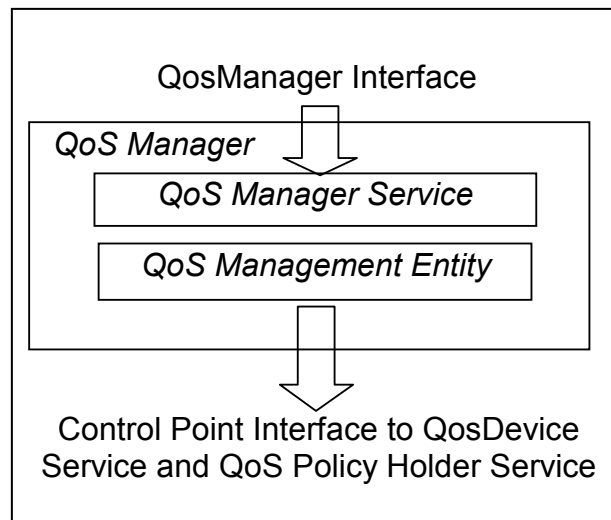 QosManager Interface
QoS Manager
QoS Manager Service
QoS Management Entity
Control Point Interface to QosDevice
Service and QoS Policy Holder Service